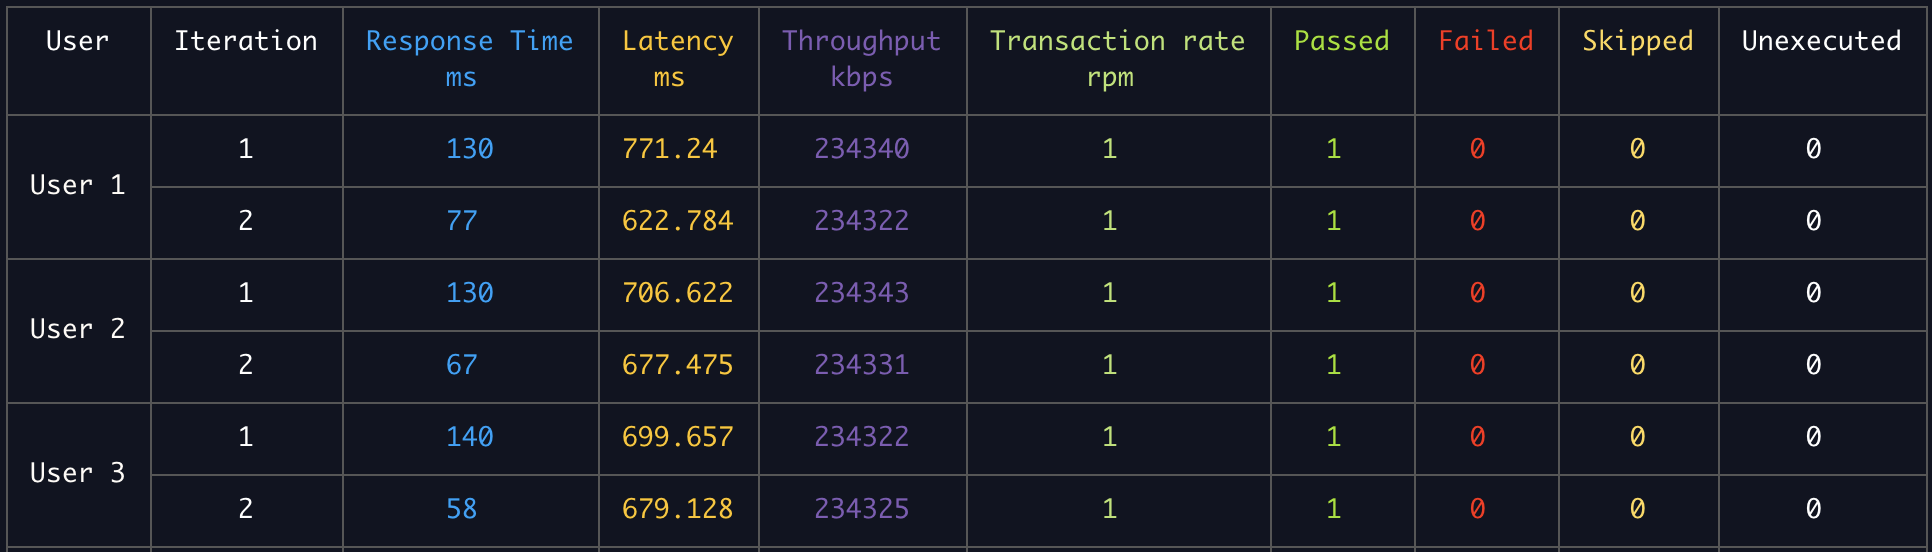 User Iteration Response Time Latency Throughput Transaction rate Passed Failed Skipped Unexecuted
ms ms kbps rpm
1 130 771.24 234340 1 1 0 0 0
User 1
2 77 622.784 234322 1 1 0 0 0
1 130 706.622 234343 1 1 0 0 0
User 2
2 67 677.475 234331 1 1 0 0 0
1 140 699.657 234322 1 1 0 0 0
User 3
2 58 679.128 234325 1 1 0 0 0